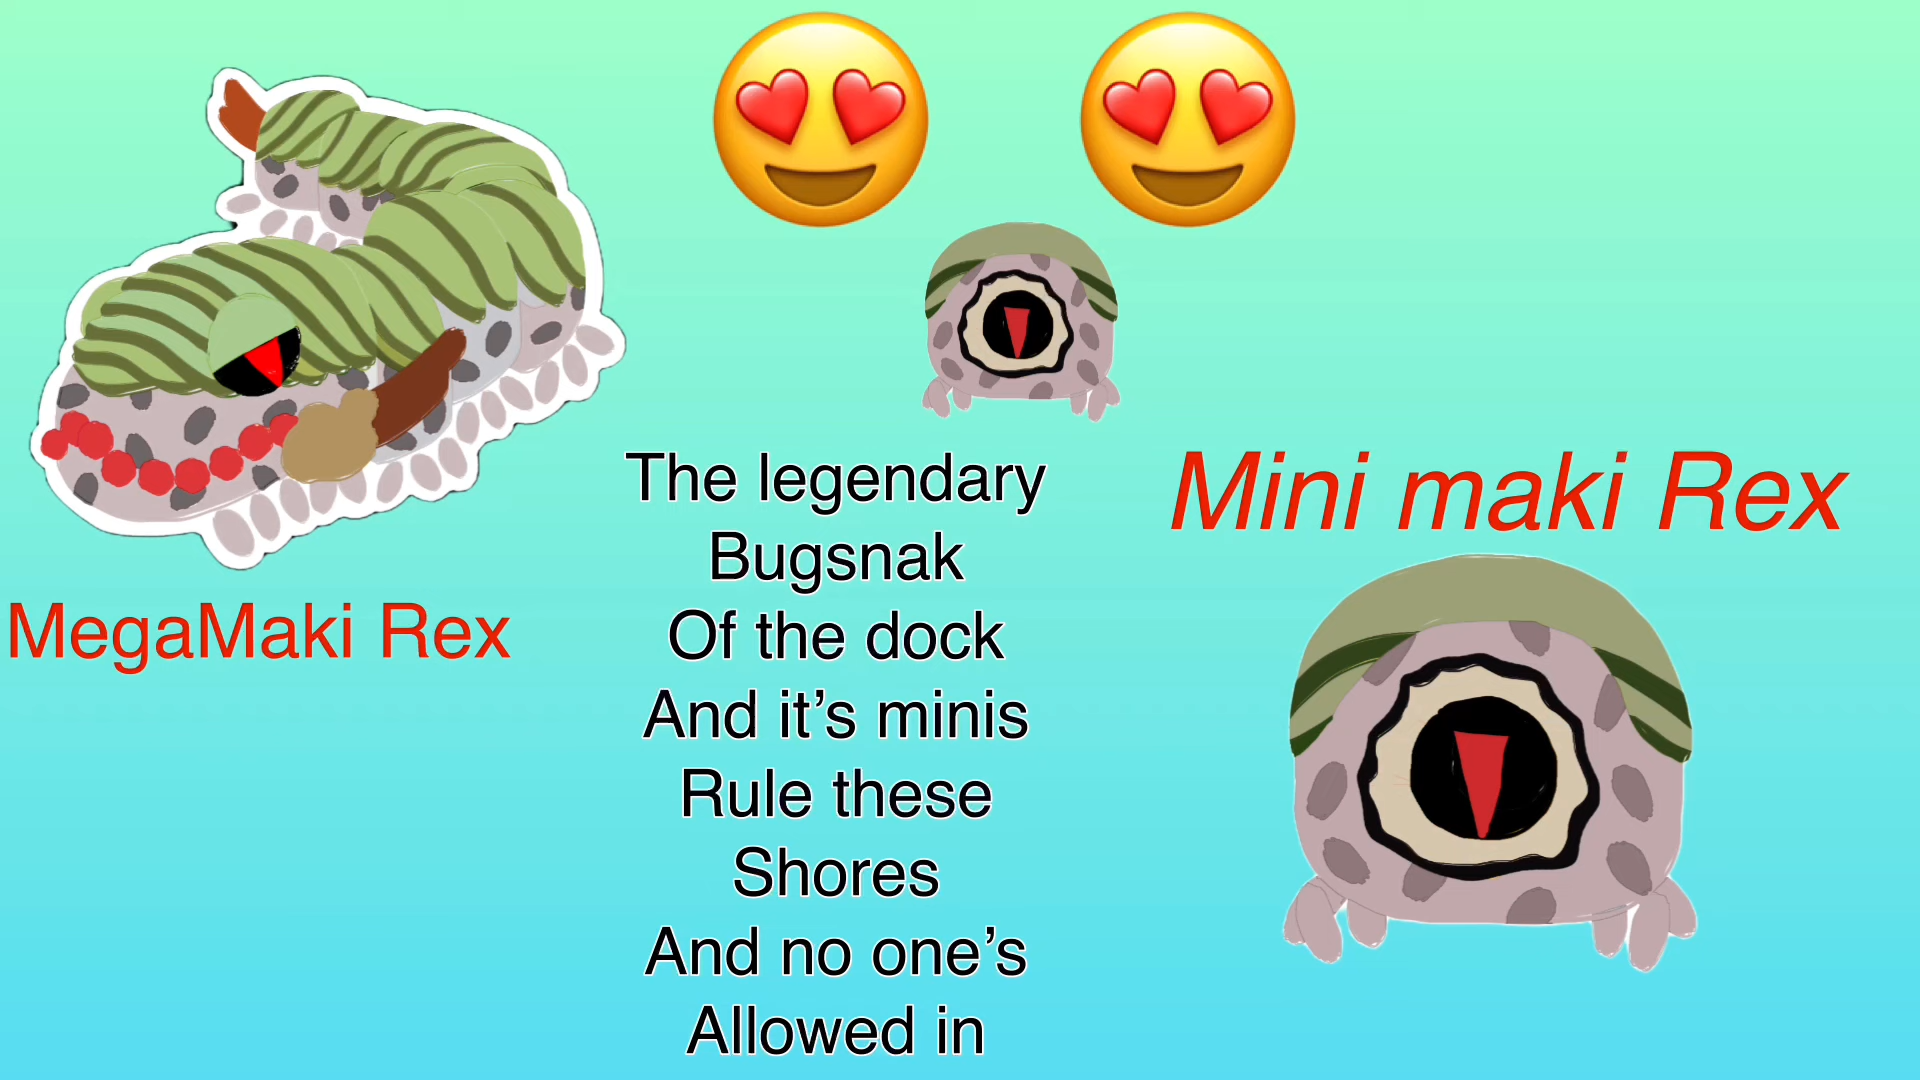 MegaMaki Rex
The legendary
Bugsnak
Of the dock
And it’s minis
Rule these
Shores
And no one’s
Allowed in
Mini maki Rex